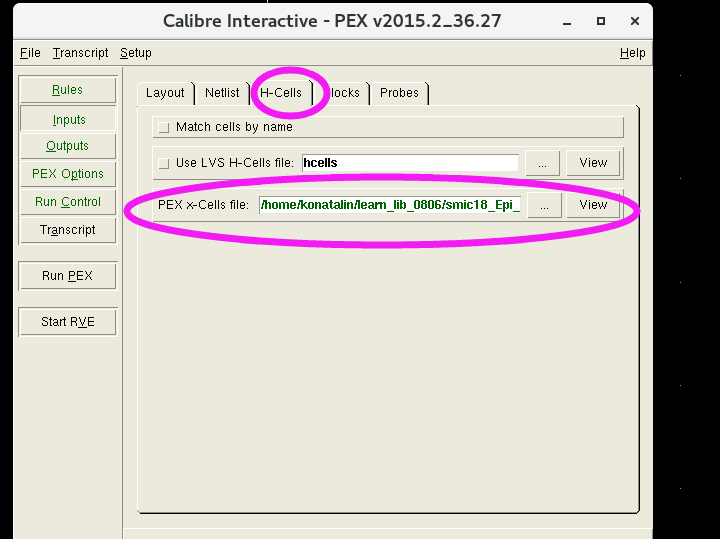 Calibre Interactive - PEX v2015.2_36.27
File Transcript Setup Help
Rules
Inputs
Outputs
PEX Options
Run Control
Transcript
Run PEX
Start RVE
Layout Netlist H-Cells locks Probes
Match cells by name
Use LVS H-Cells file: hcells ... View
PEX x-Cells file: /home/konatalin/learn_lib_0806/smic18_Epi_ ... View